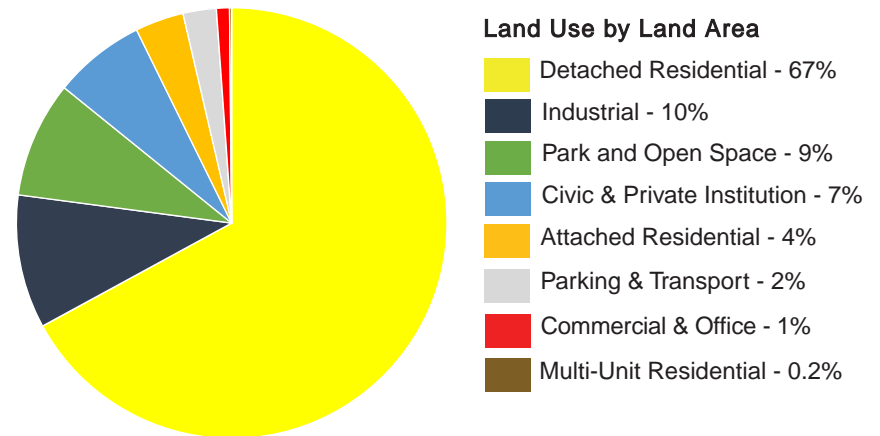 Land Use by Land Area
Detached Residential - 67%
Industrial - 10%
Park and Open Space - 9%
Civic & Private Institution - 7%
Attached Residential - 4%
Parking & Transport - 2%
Commercial & Office - 1%
Multi-Unit Residential - 0.2%